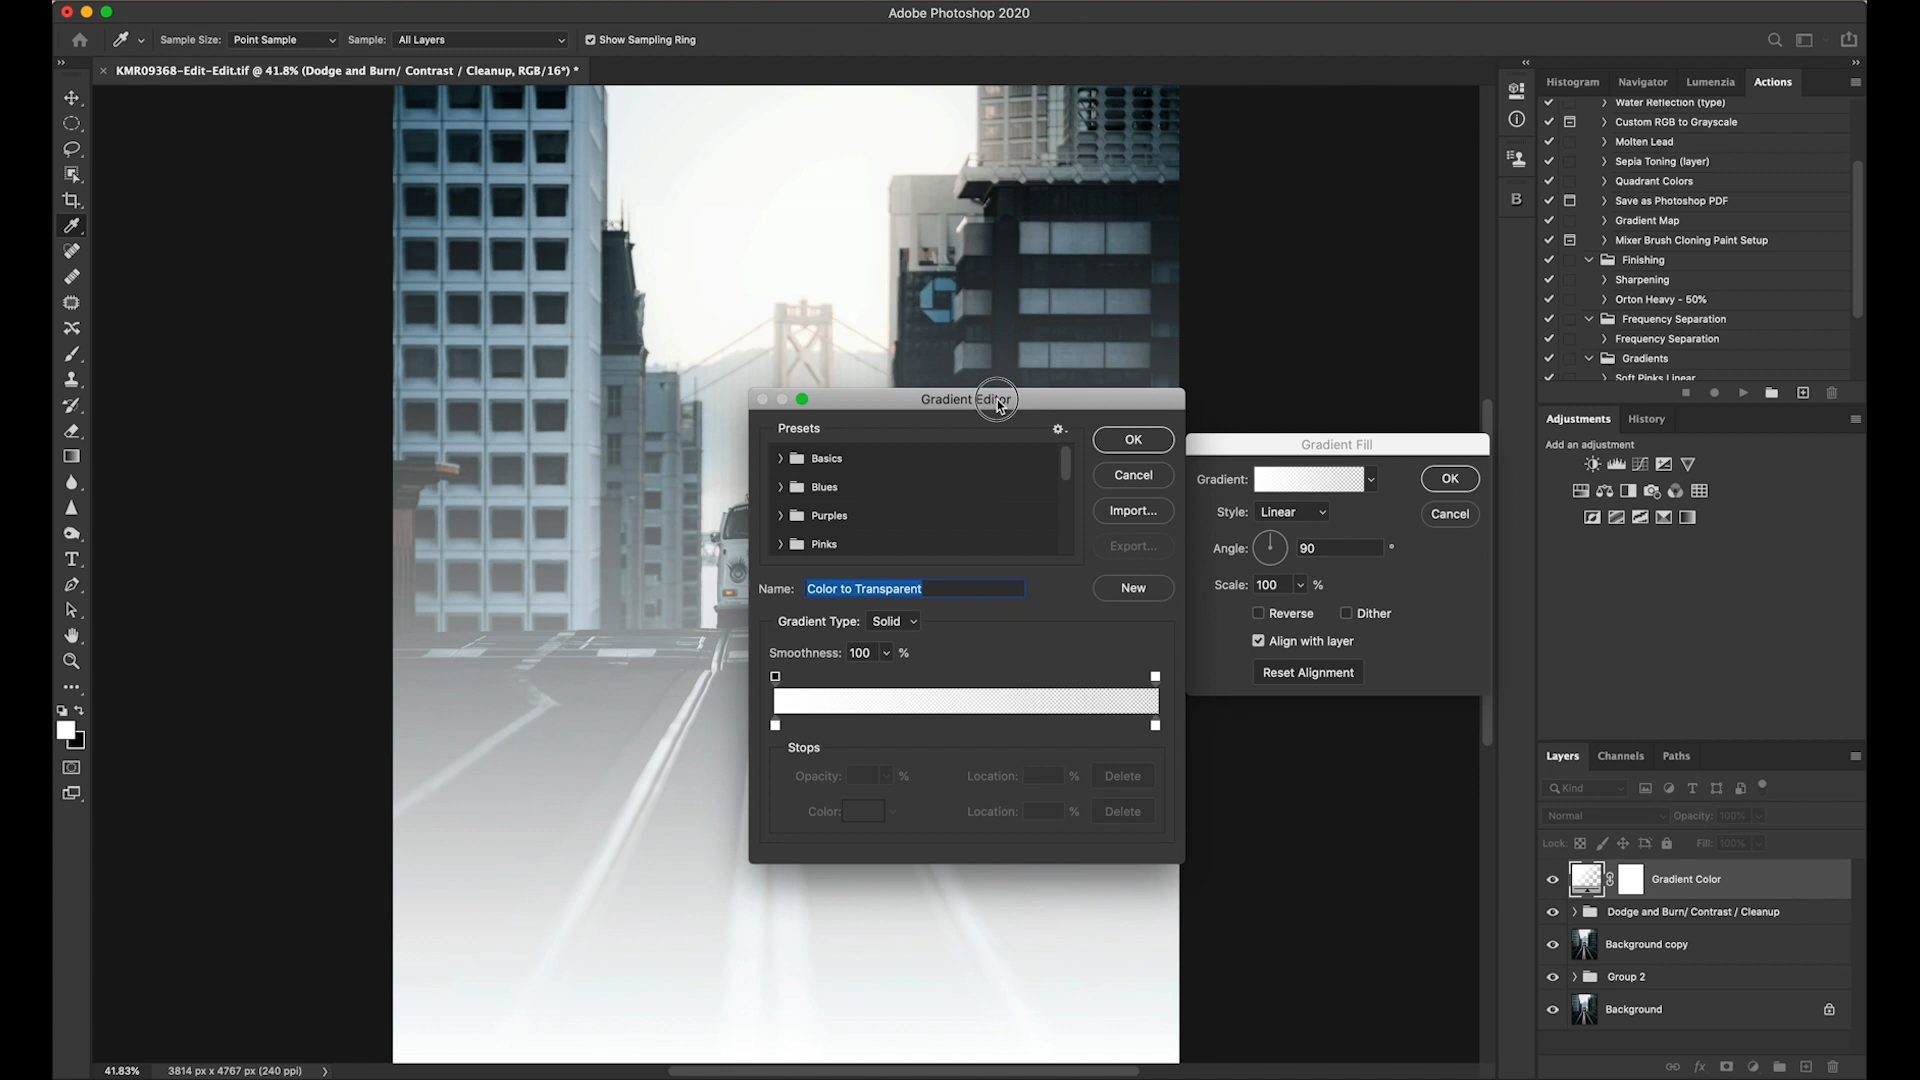 Adobe Photoshop 2020
Sample Size: Point Sample Sample: All Layers Show Sampling Ring
KMR09368-Edit-Edit.tif @ 41.8% (Dodge and Burn/ Contrast / Cleanup, RGB/16*) *
Histogram Navigator Lumenzia Actions
Water Reflection (type)
Custom RGB to Grayscale
Molten Lead
Sepia Toning (layer)
Quadrant Colors
Save as Photoshop PDF
Gradient Map
Mixer Brush Cloning Paint Setup
Finishing
Sharpening
Orton Heavy - 50%
Frequency Separation
Frequency Separation
Gradients
Soft Pinks Linear
Gradient Editor
Presets
Basics
Blues
Purples
Pinks
OK
Cancel
Import...
Export...
Name: Color to Transparent New
Gradient Type: Solid
Smoothness: 100 %
Stops
Opacity: % Location: % Delete
Color: Location: % Delete
Gradient Fill
Gradient: OK
Style: Linear Cancel
Angle: 90 °
Scale: 100 %
Reverse Dither
Align with layer
Reset Alignment
Adjustments History
Add an adjustment
Layers Channels Paths
Kind
Normal Opacity: 100%
Lock: Fill: 100%
Gradient Color
Dodge and Burn/ Contrast / Cleanup
Background copy
Group 2
Background
41.83% 3814 px x 4767 px (240 ppi)